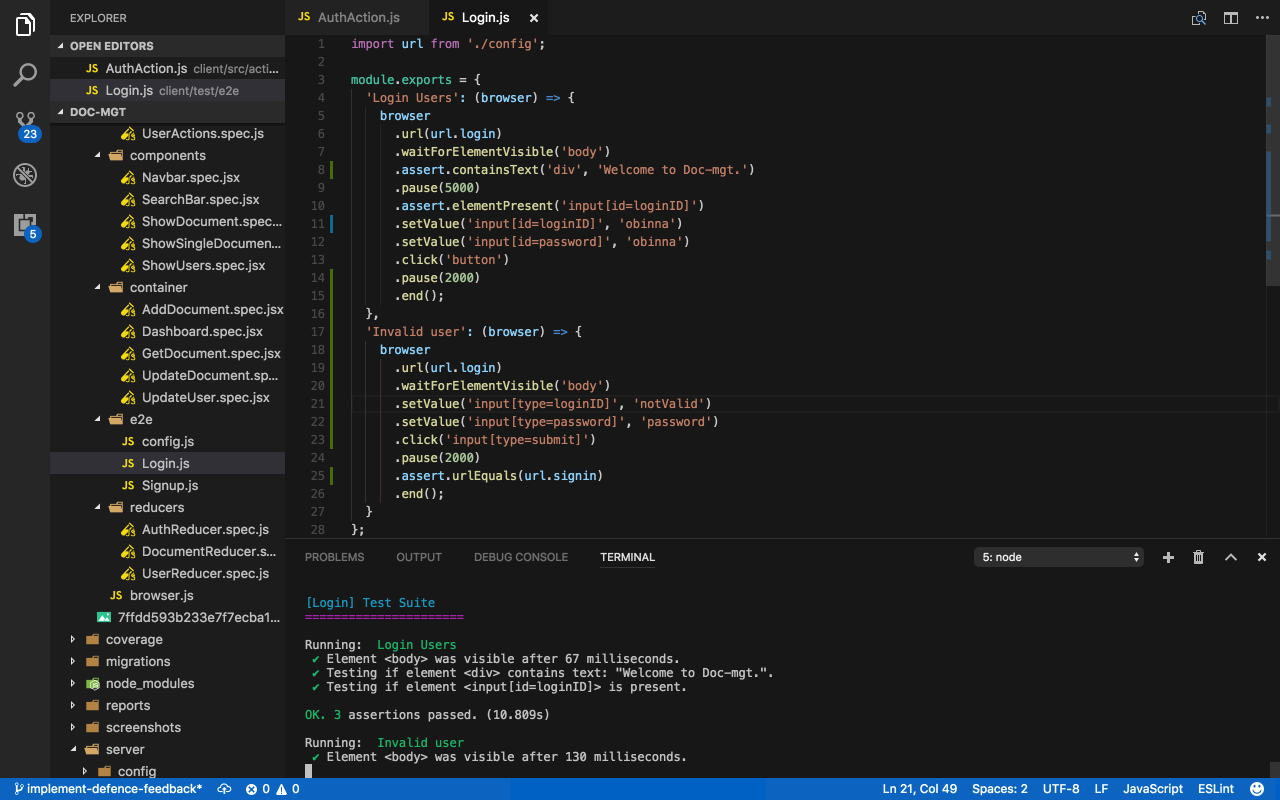 EXPLORER
OPEN EDITORS
JS AuthAction.js client/src/acti...
JS Login.js client/test/e2e
DOC-MGT
UserActions.spec.js
components
Navbar.spec.jsx
SearchBar.spec.jsx
ShowDocument.spec...
ShowSingleDocumen...
ShowUsers.spec.jsx
container
AddDocument.spec.jsx
Dashboard.spec.jsx
GetDocument.spec.jsx
UpdateDocument.sp...
UpdateUser.spec.jsx
e2e
JS config.js
JS Login.js
JS Signup.js
reducers
AuthReducer.spec.js
DocumentReducer.s...
UserReducer.spec.js
JS browser.js
7ffdd593b233e7f7ecba1...
coverage
migrations
node_modules
reports
screenshots
server
config
23
5
JS AuthAction.js JS Login.js
1 import url from './config';
2
3 module.exports = {
4 'Login Users': (browser) => {
5 browser
6 .url(url.login)
7 .waitForElementVisible('body')
8 .assert.containsText('div', 'Welcome to Doc-mgt.')
9 .pause(5000)
10 .assert.elementPresent('input[id=loginID]')
11 .setValue('input[id=loginID]', 'obinna')
12 .setValue('input[id=password]', 'obinna')
13 .click('button')
14 .pause(2000)
15 .end();
16 },
17 'Invalid user': (browser) => {
18 browser
19 .url(url.login)
20 .waitForElementVisible('body')
21 .setValue('input[type=loginID]', 'notValid')
22 .setValue('input[type=password]', 'password')
23 .click('input[type=submit]')
24 .pause(2000)
25 .assert.urlEquals(url.signin)
26 .end();
27 }
28 };
PROBLEMS OUTPUT DEBUG CONSOLE TERMINAL 5: node
[Login] Test Suite
======================
Running: Login Users
✔ Element <body> was visible after 67 milliseconds.
✔ Testing if element <div> contains text: "Welcome to Doc-mgt.".
✔ Testing if element <input[id=loginID]> is present.
OK. 3 assertions passed. (10.809s)
Running: Invalid user
✔ Element <body> was visible after 130 milliseconds.
implement-defence-feedback* 0 0 Ln 21, Col 49 Spaces: 2 UTF-8 LF JavaScript ESLint